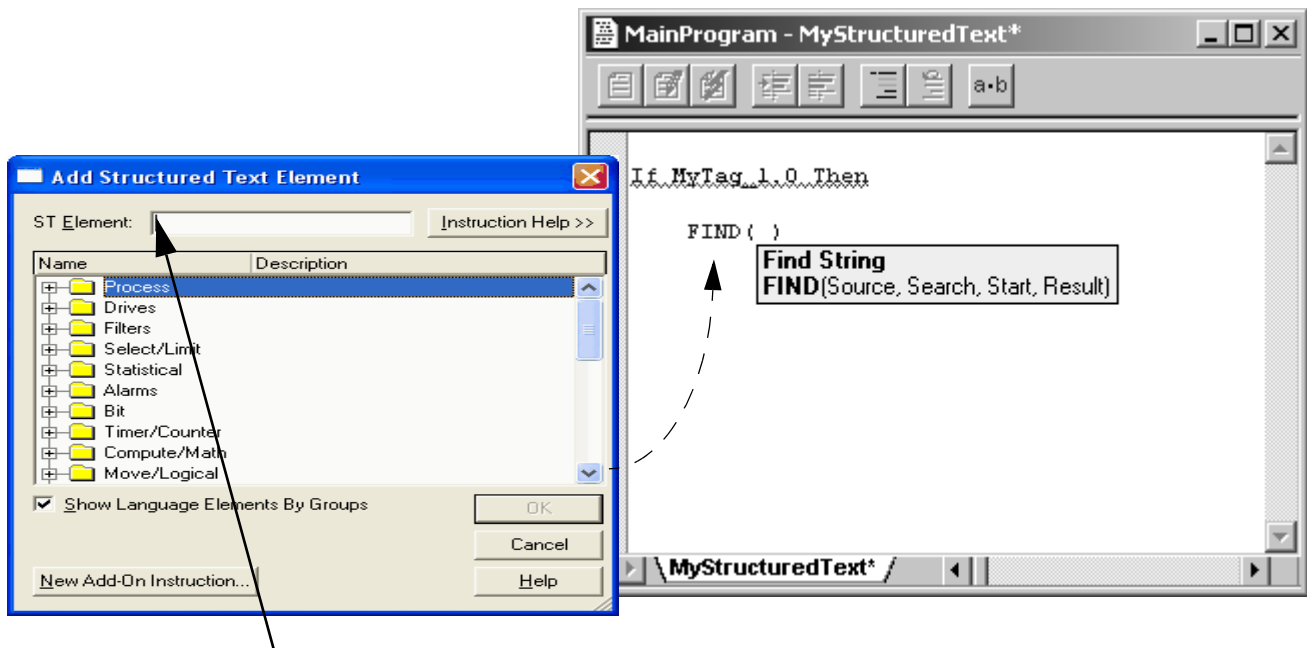 MainProgram - MyStructuredText*
a•b
If MyTag 1.0 Then
FIND( )
Find String
FIND(Source, Search, Start, Result)
MyStructuredText*
Add Structured Text Element
ST Element:
Instruction Help >>
Name Description
Process
Drives
Filters
Select/Limit
Statistical
Alarms
Bit
Timer/Counter
Compute/Math
Move/Logical
Show Language Elements By Groups
OK
Cancel
New Add-On Instruction...
Help